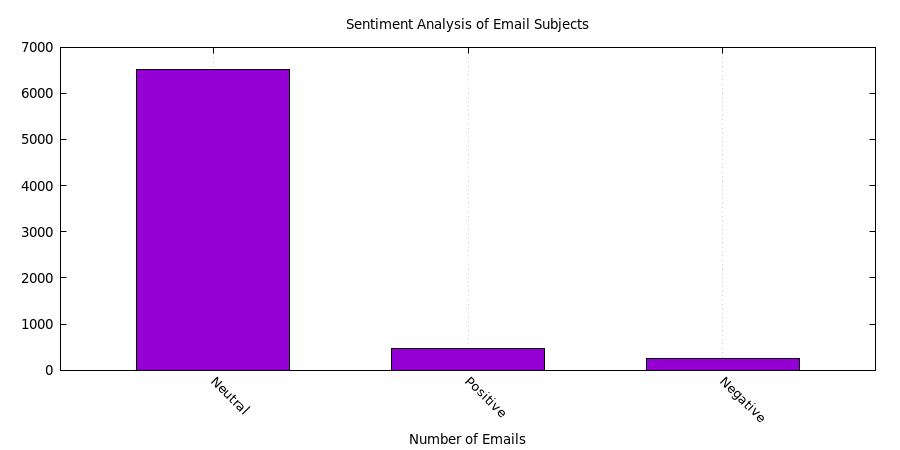 Sentiment Analysis of Email Subjects
7000
6000
5000
4000
3000
2000
1000
0
Neutral
Positive
Negative
Number of Emails